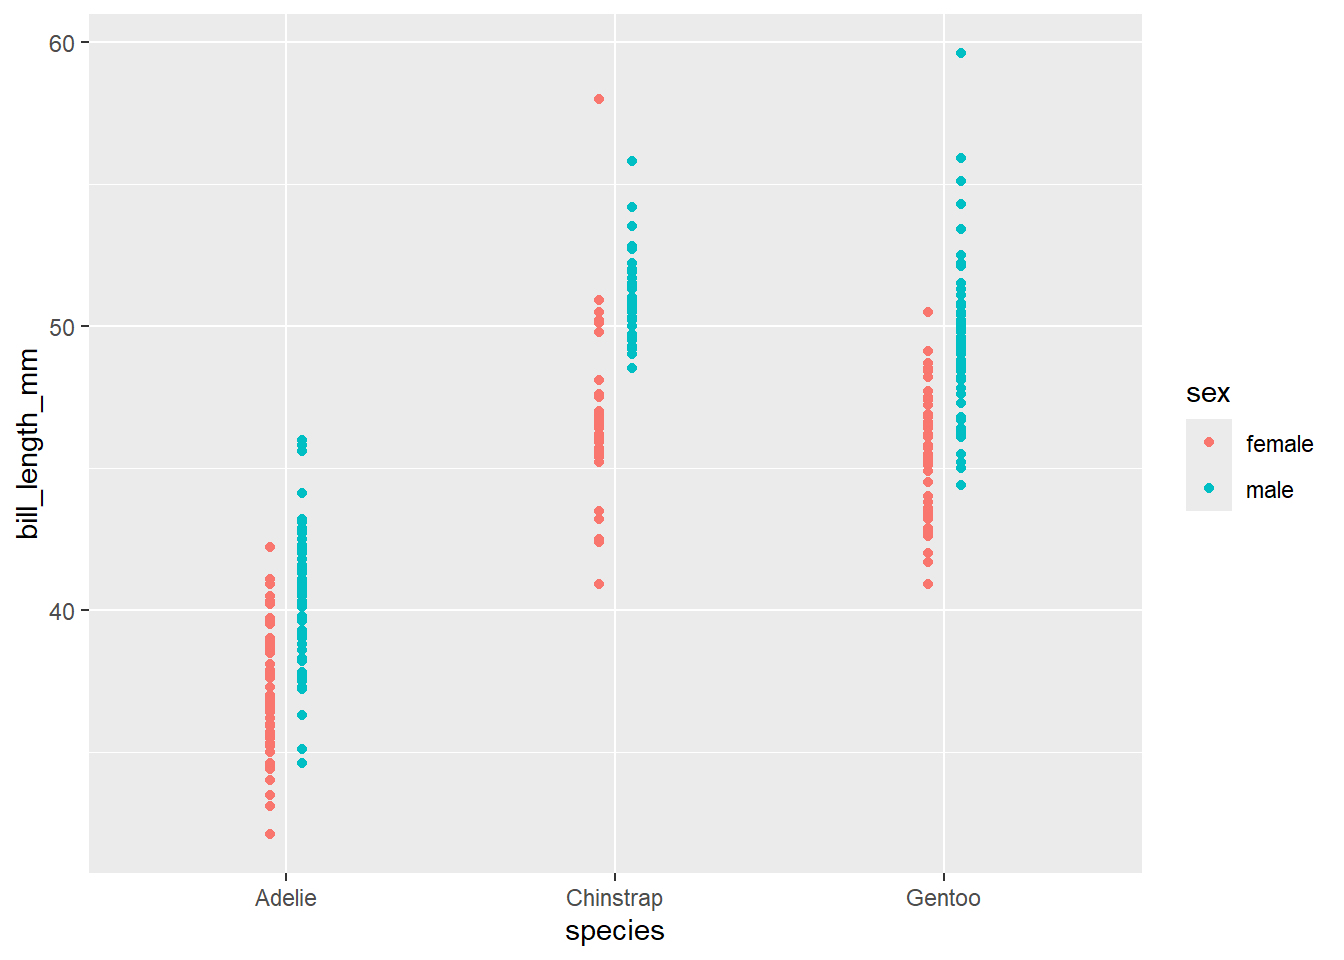 60
50
40
bill_length_mm
Adelie
Chinstrap
Gentoo
species
sex
female
male